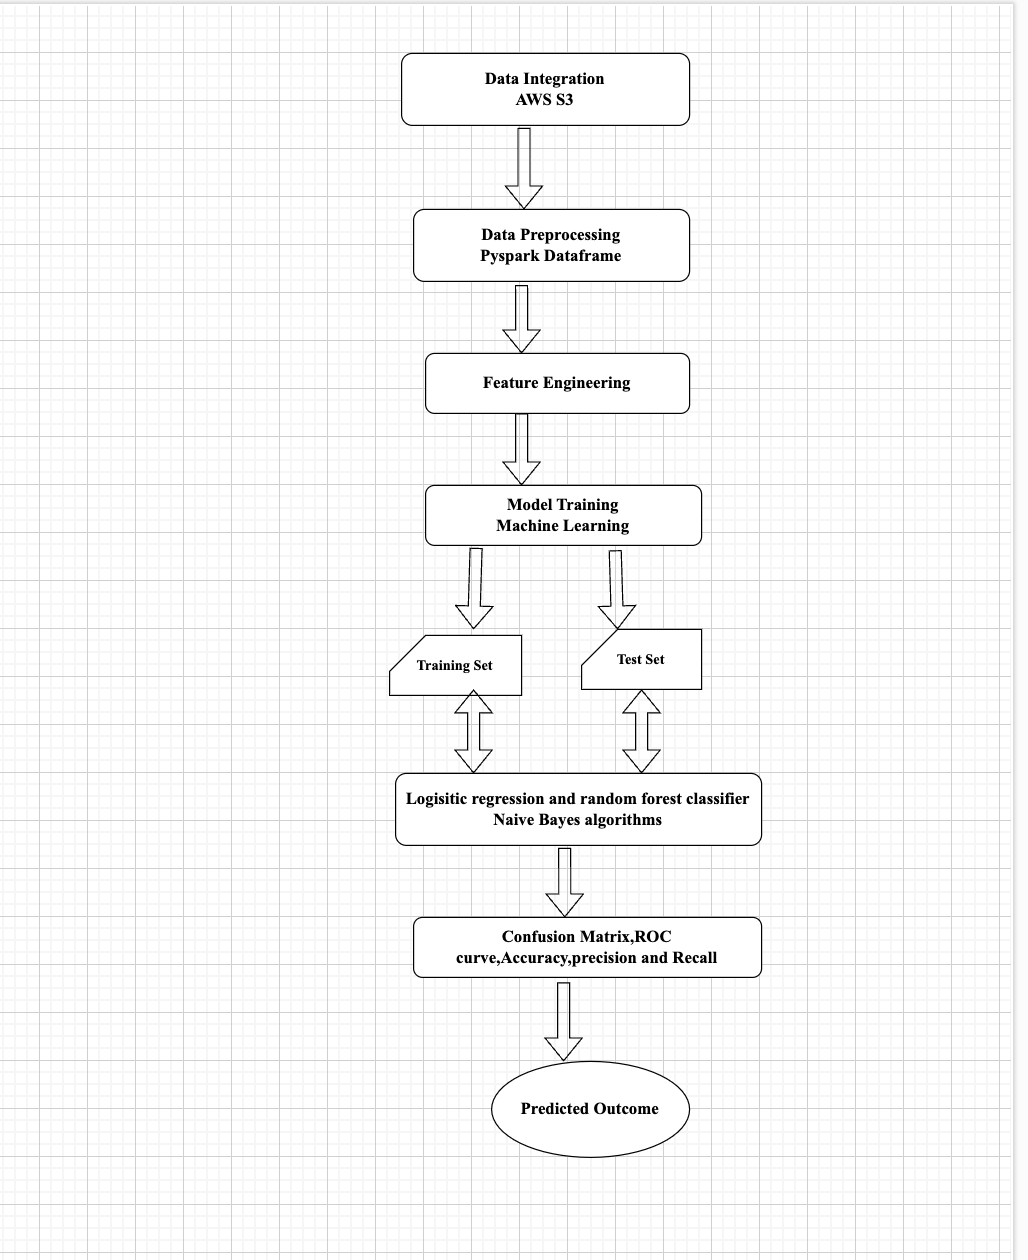 Data Integration
AWS S3
Data Preprocessing
Pyspark Dataframe
Feature Engineering
Model Training
Machine Learning
Training Set
Test Set
Logisitic regression and random forest classifier
Naive Bayes algorithms
Confusion Matrix,ROC
curve,Accuracy,precision and Recall
Predicted Outcome